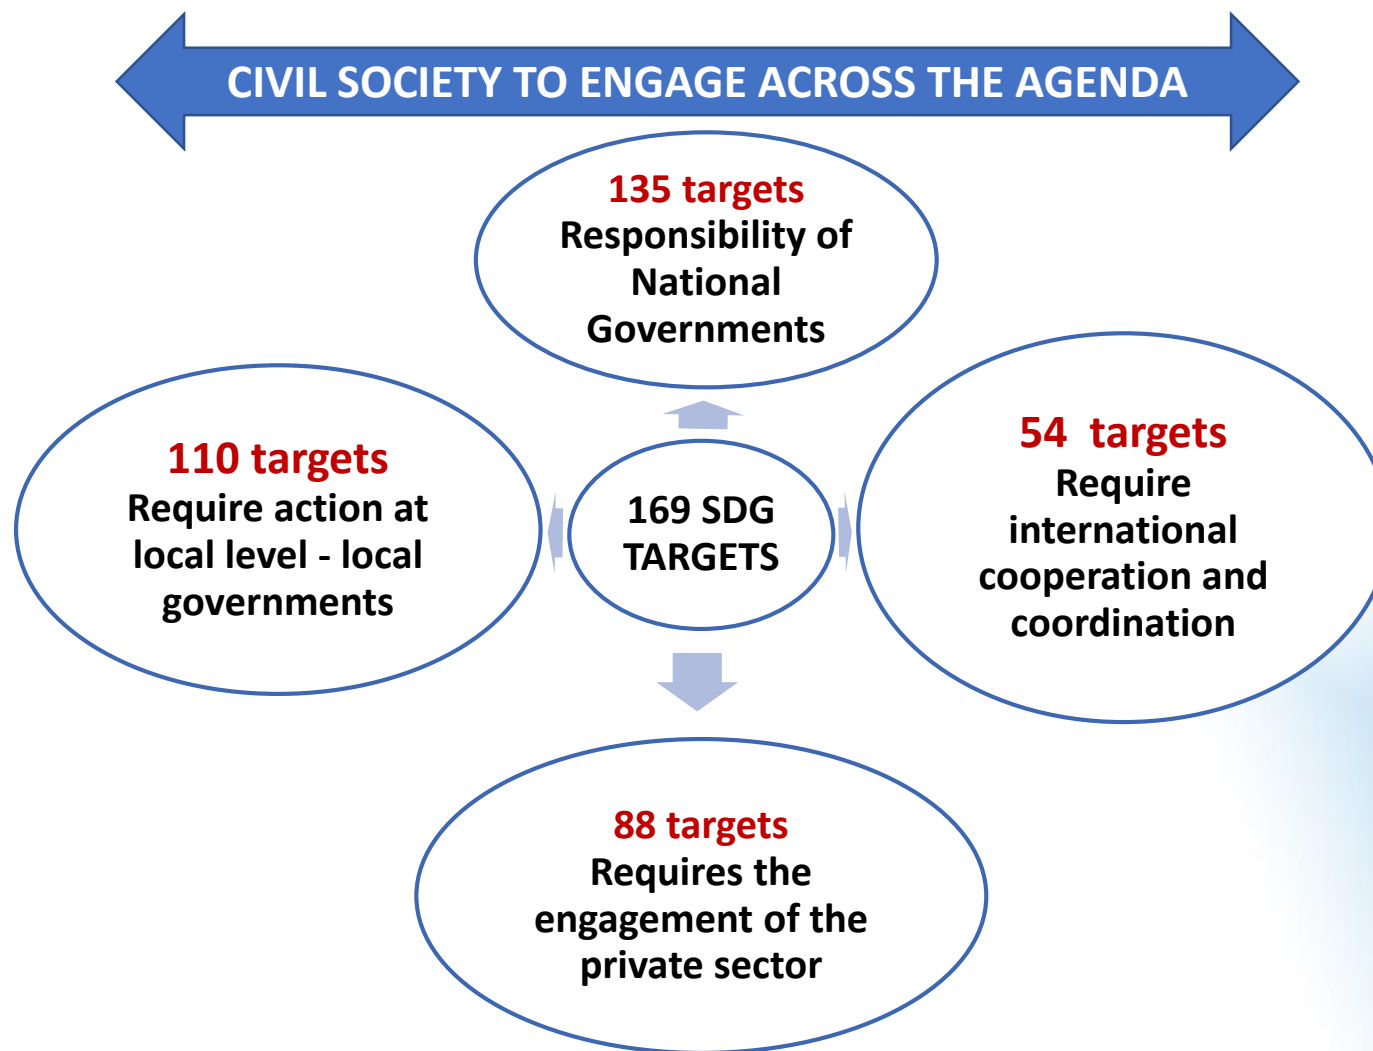 CIVIL SOCIETY TO ENGAGE ACROSS THE AGENDA
135 targets
Responsibility of
National
Governments
110 targets
Require action at
local level - local
governments
169 SDG
TARGETS
54 targets
Require
international
cooperation and
coordination
88 targets
Requires the
engagement of the
private sector